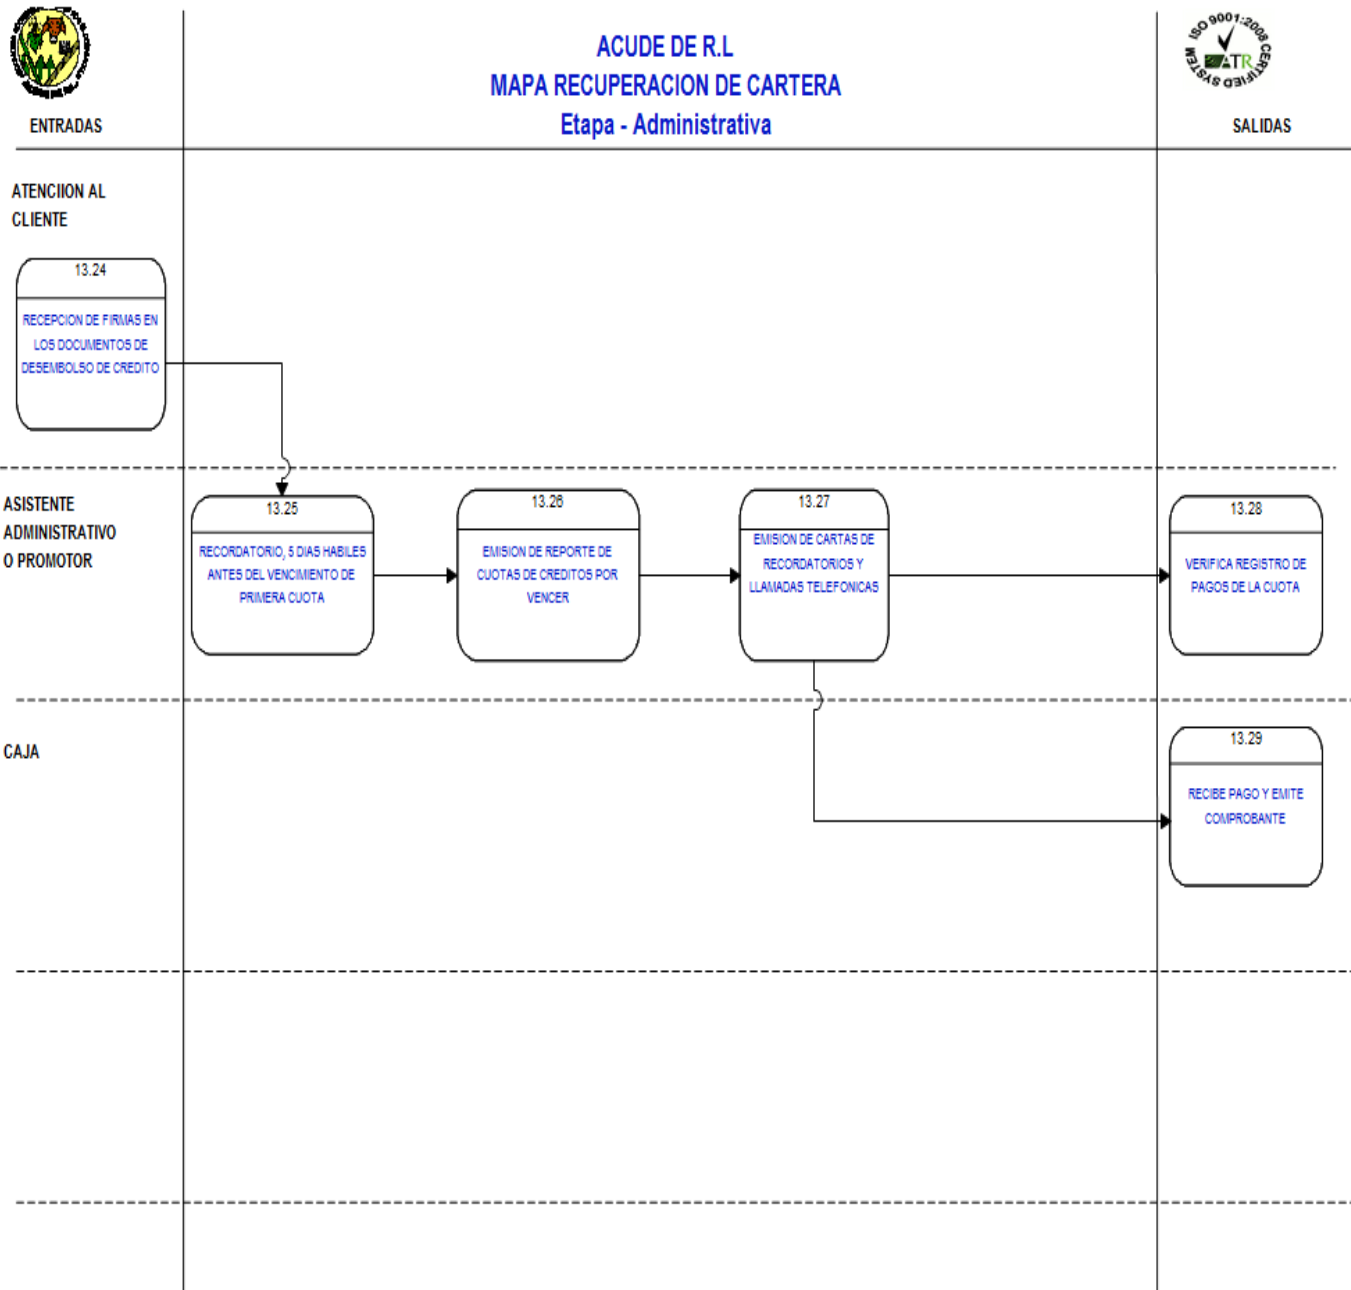 ACUDE DE R.L
MAPA RECUPERACION DE CARTERA
Etapa - Administrativa
ISO 9001:2008 CERTIFIED SYSTEM
ATR
ENTRADAS
SALIDAS
ATENCIION AL
CLIENTE
13.24
RECEPCION DE FIRMAS EN
LOS DOCUMENTOS DE
DESEMBOLSO DE CREDITO
ASISTENTE
ADMINISTRATIVO
O PROMOTOR
13.25
RECORDATORIO, 5 DIAS HABILES
ANTES DEL VENCIMIENTO DE
PRIMERA CUOTA
13.26
EMISION DE REPORTE DE
CUOTAS DE CREDITOS POR
VENCER
13.27
EMISION DE CARTAS DE
RECORDATORIOS Y
LLAMADAS TELEFONICAS
13.28
VERIFICA REGISTRO DE
PAGOS DE LA CUOTA
CAJA
13.29
RECIBE PAGO Y EMITE
COMPROBANTE